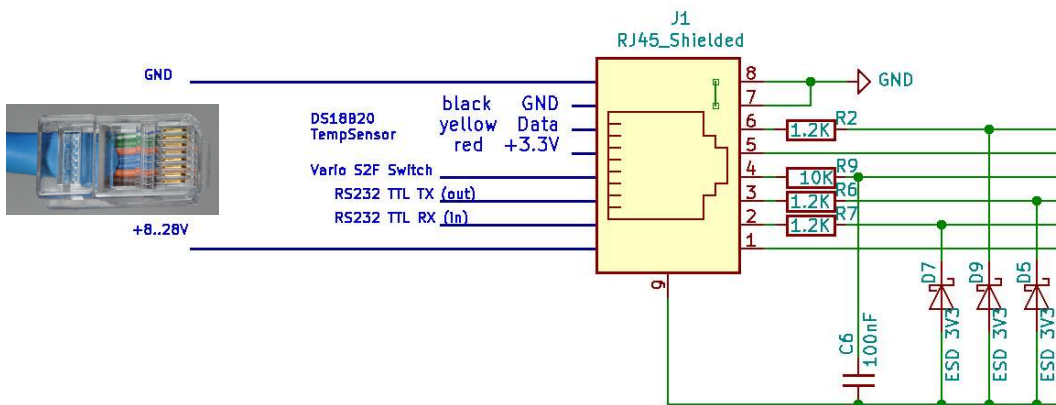 J1
RJ45_Shielded
GND
8
GND
black GND
7
DS18B20
TempSensor
yellow Data
6
R2
1.2K
red +3.3V
5
Vario S2F Switch
4
R9
10K
RS232 TTL TX (out)
3
R6
1.2K
RS232 TTL RX (in)
2
R7
1.2K
+8..28V
1
9
D7
ESD 3V3
D9
ESD 3V3
D5
ESD 3V3
C6
100nF